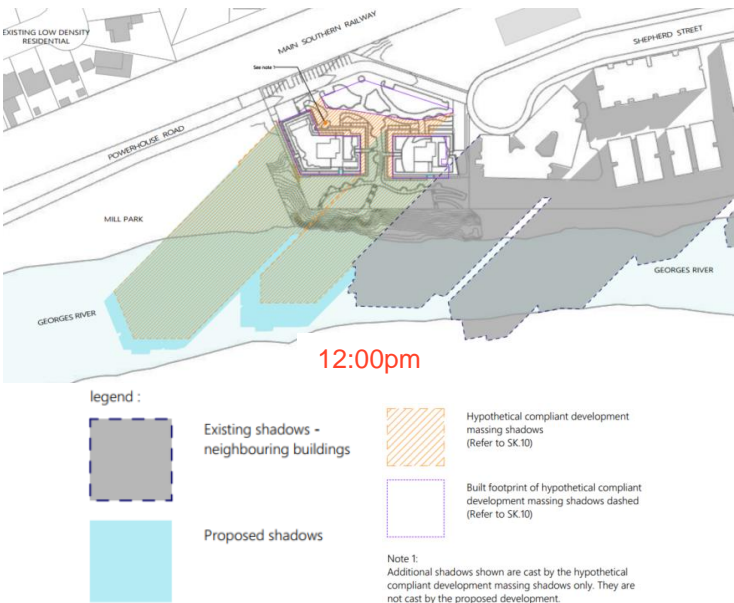 EXISTING LOW DENSITY
RESIDENTIAL
MAIN SOUTHERN RAILWAY
SHEPHERD STREET
See note 1
POWERHOUSE ROAD
MILL PARK
GEORGES RIVER
GEORGES RIVER
12:00pm
legend :
Existing shadows -
neighbouring buildings
Proposed shadows
Hypothetical compliant development
massing shadows
(Refer to SK.10)
Built footprint of hypothetical compliant
development massing shadows dashed
(Refer to SK.10)
Note 1:
Additional shadows shown are cast by the hypothetical
compliant development massing shadows only. They are
not cast by the proposed development.